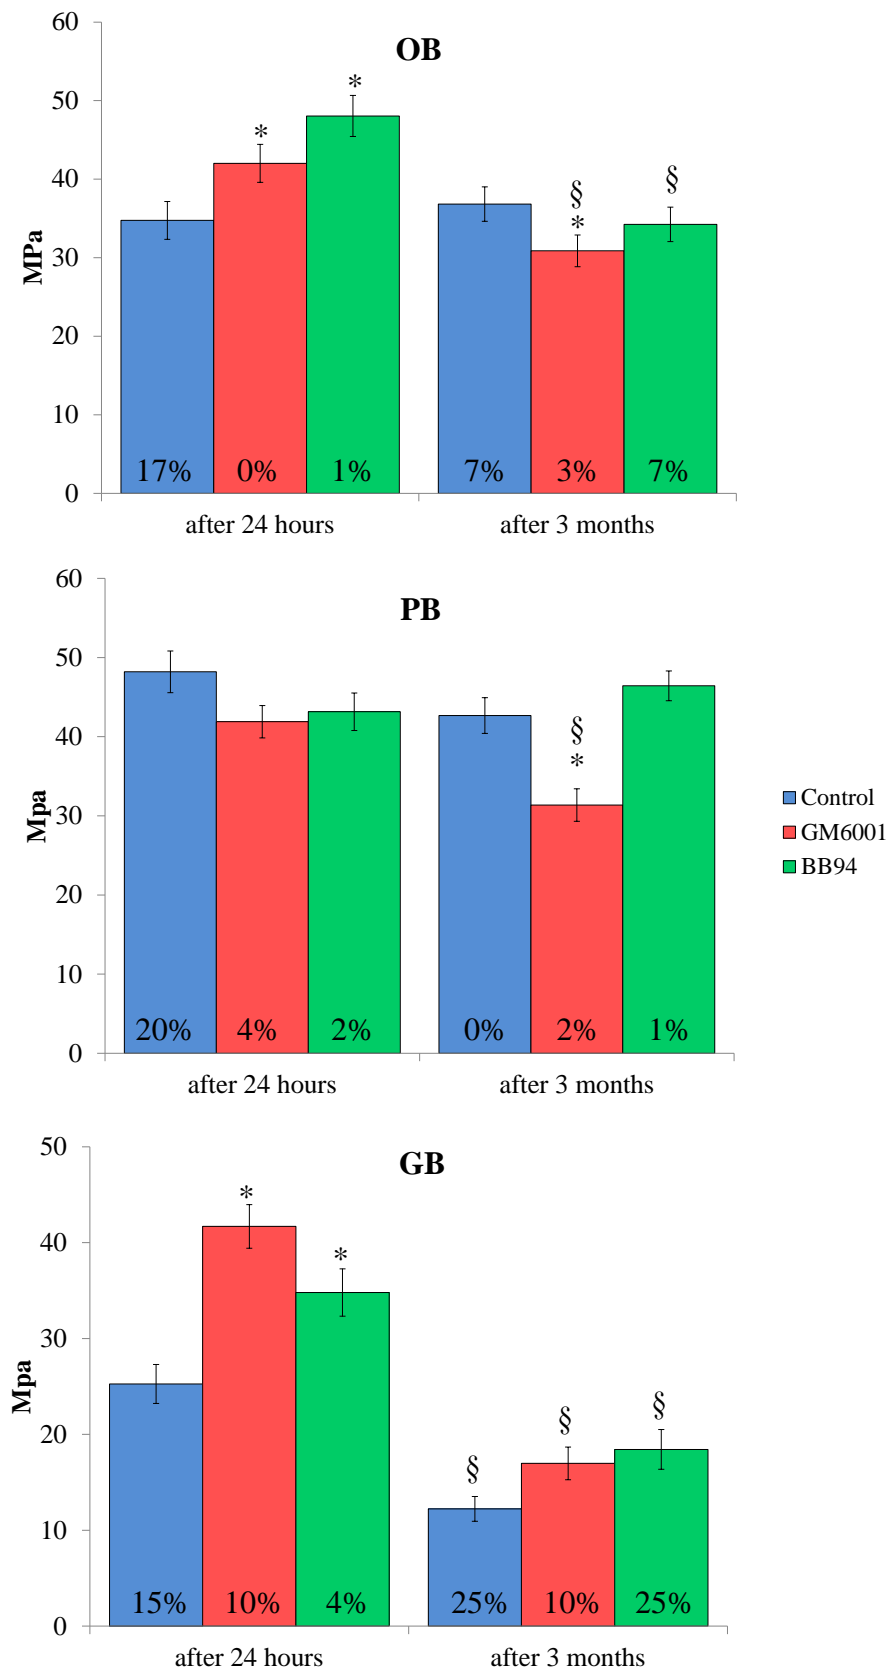 60
OB
50
*
*
40
§
§
*
30
MPa
20
10
17% 0% 1% 7% 3% 7%
0
after 24 hours after 3 months
60
PB
50
40
§
*
30
Mpa
20
10
20% 4% 2% 0% 2% 1%
0
after 24 hours after 3 months
Control
GM6001
BB94
50
GB
*
40
*
30
Mpa
20
§
§
§
10
15% 10% 4% 25% 10% 25%
0
after 24 hours after 3 months